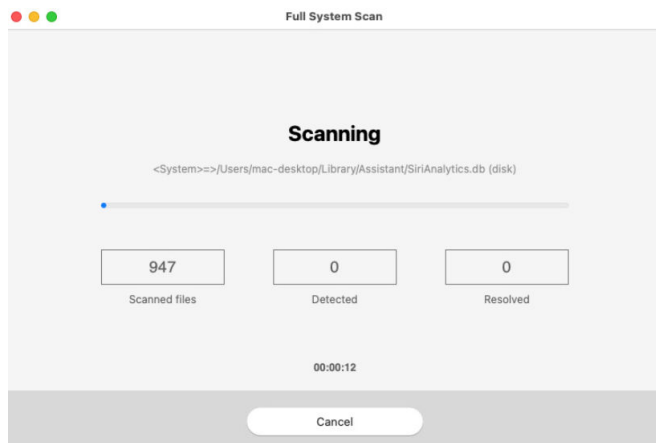 Full System Scan
Scanning
<System>=>/Users/mac-desktop/Library/Assistant/SiriAnalytics.db (disk)
947 0 0
Scanned files Detected Resolved
00:00:12
Cancel